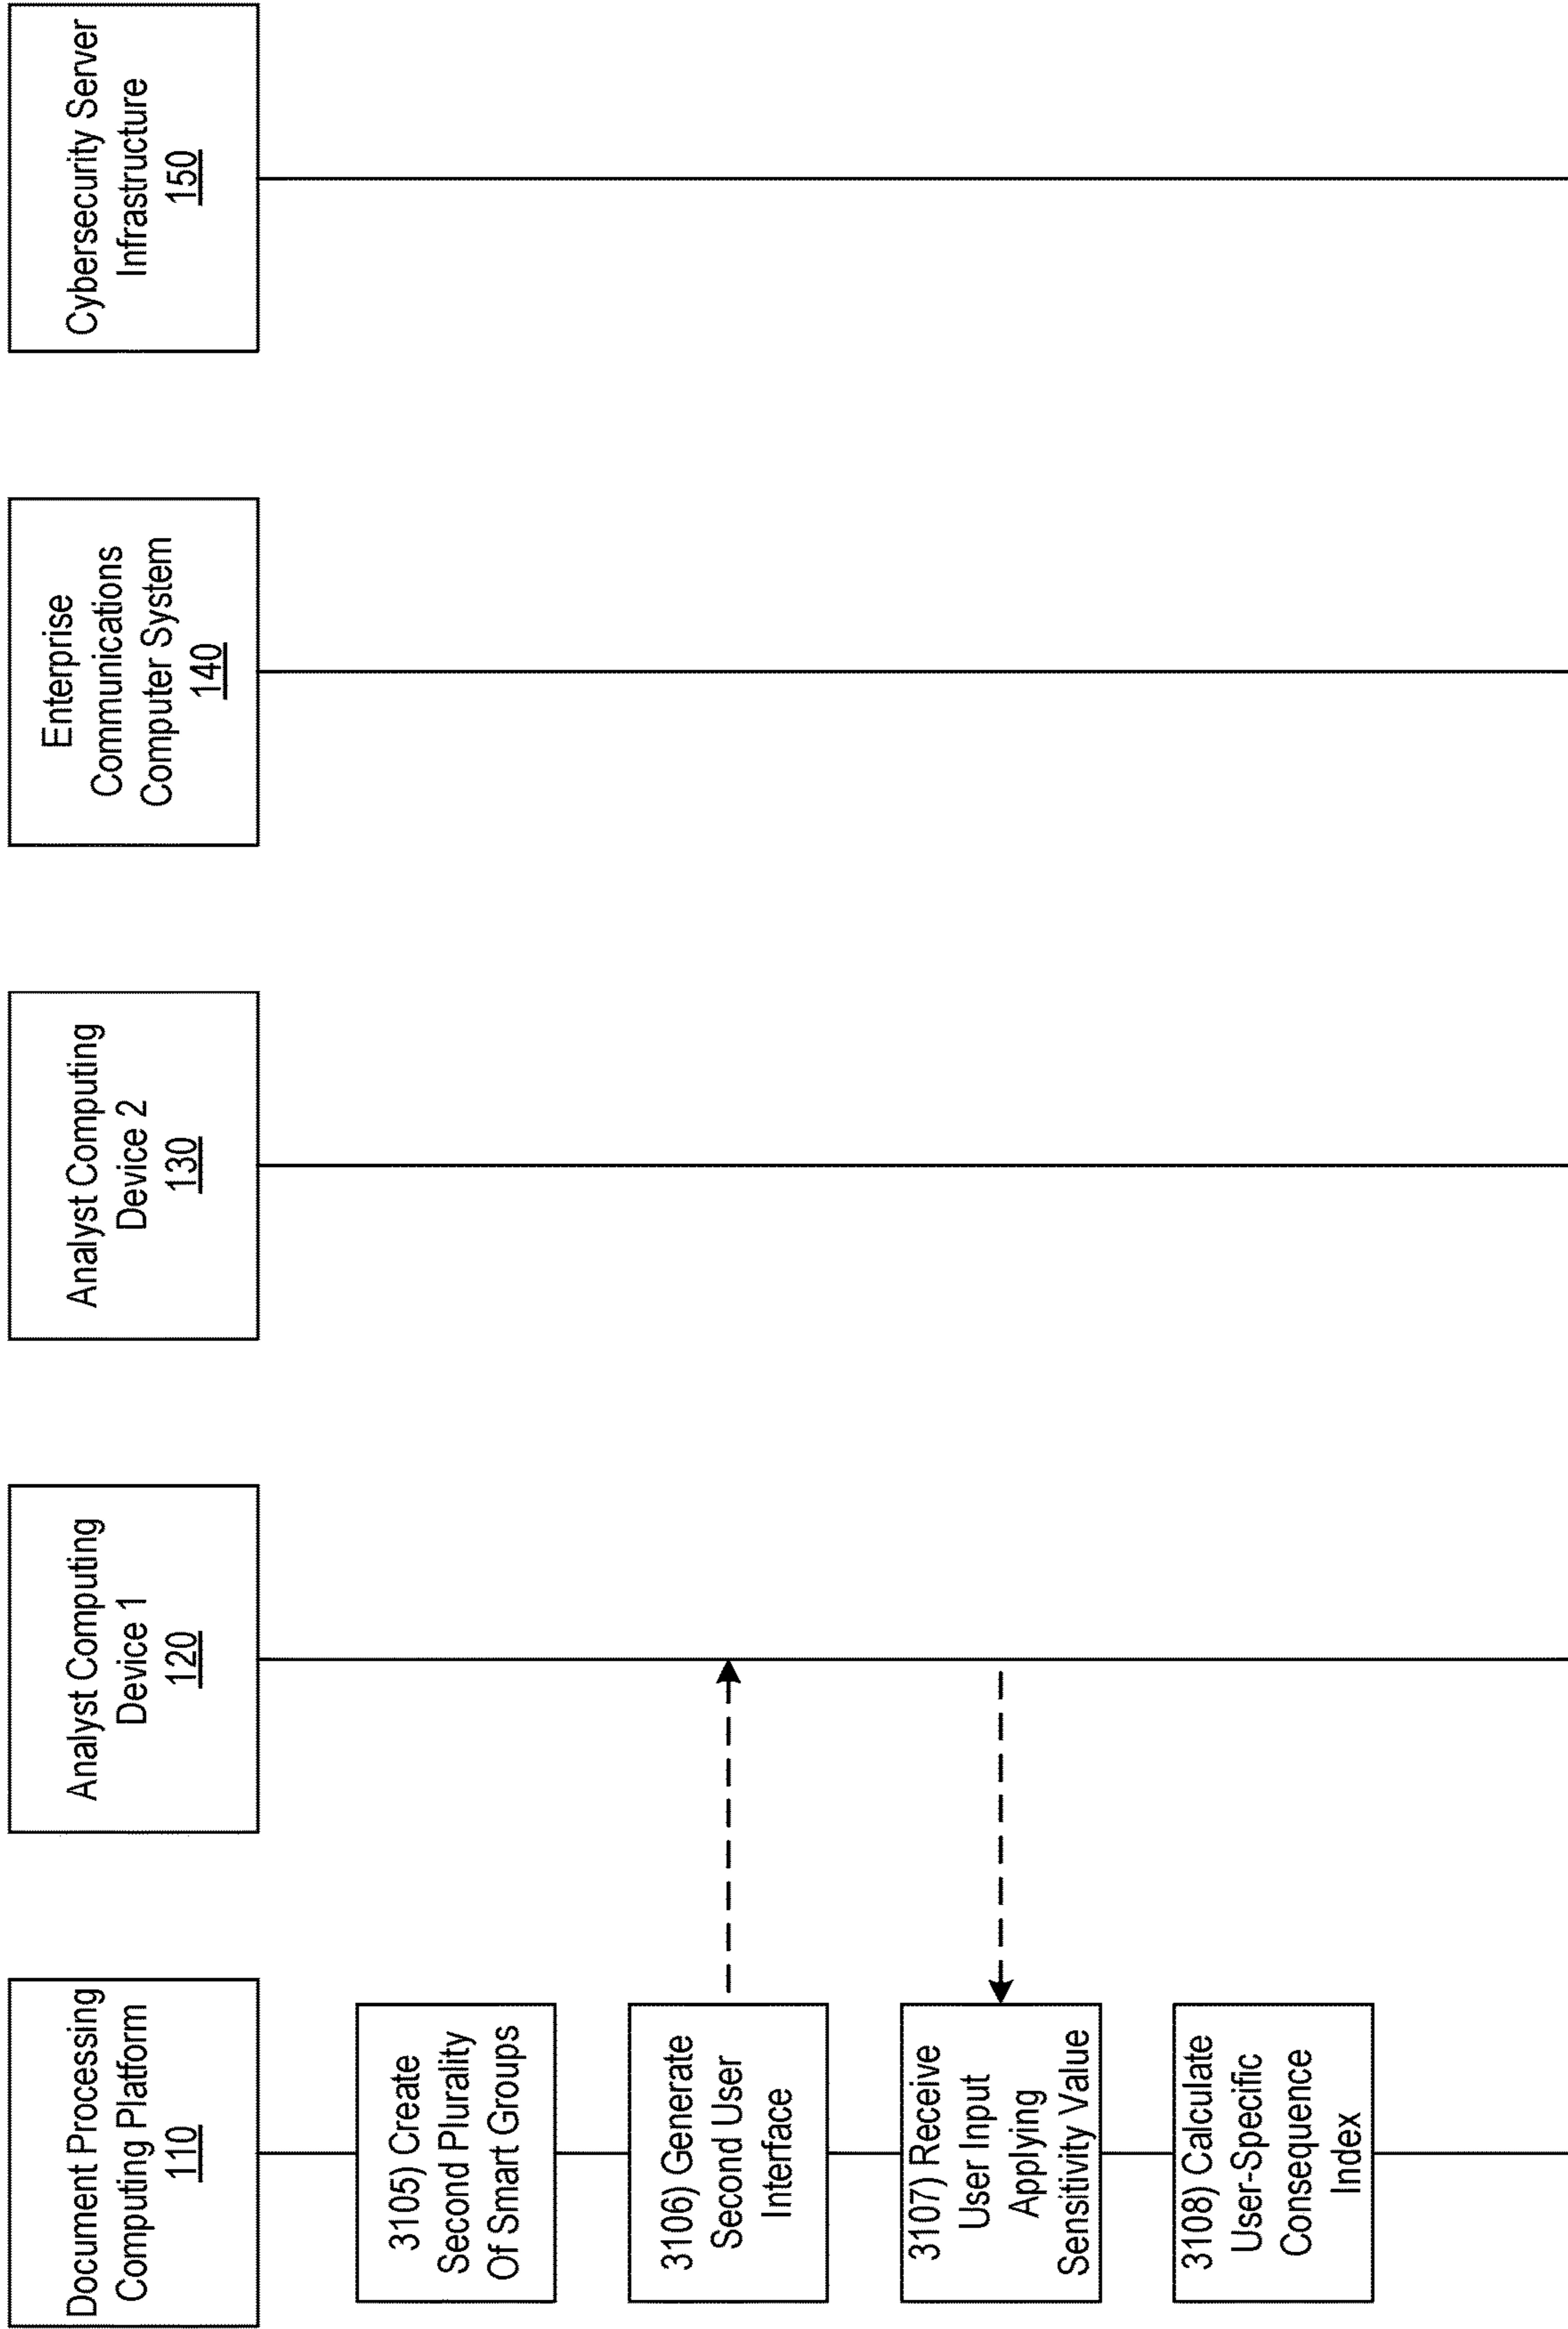 Document Processing
Computing Platform
110
Analyst Computing
Device 1
120
Analyst Computing
Device 2
130
Enterprise
Communications
Computer System
140
Cybersecurity Server
Infrastructure
150
3105) Create
Second Plurality
Of Smart Groups
3106) Generate
Second User
Interface
3107) Receive
User Input
Applying
Sensitivity Value
3108) Calculate
User-Specific
Consequence
Index